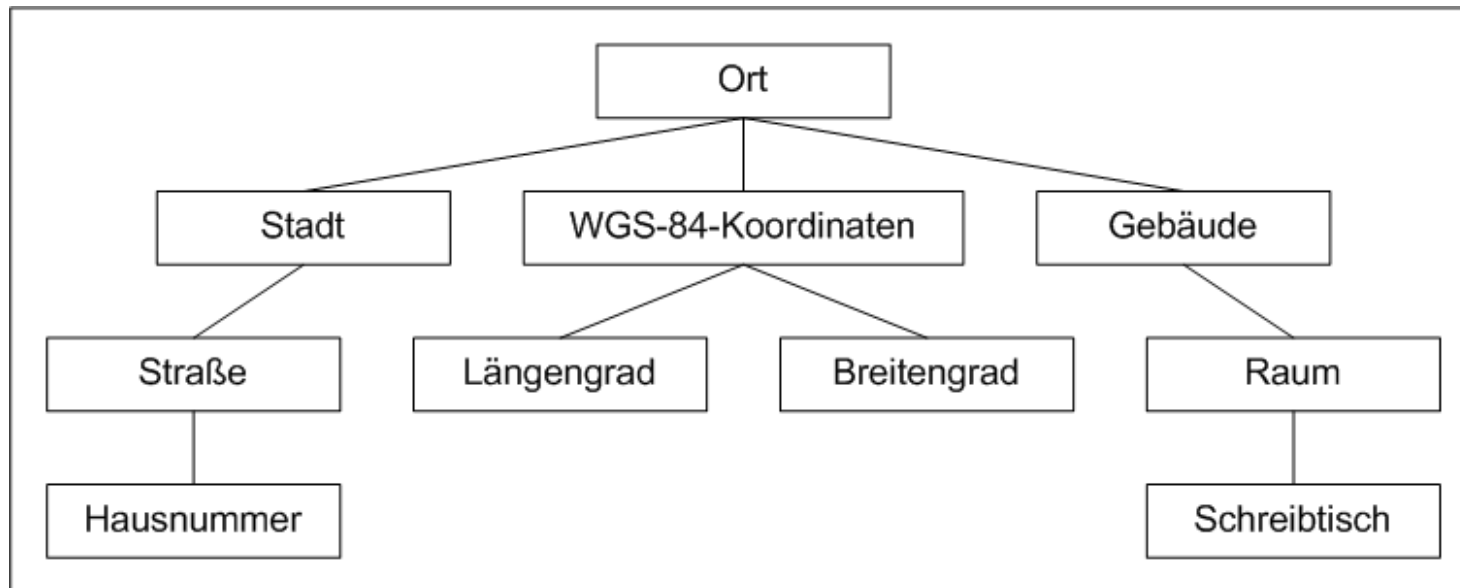 Ort
Stadt
WGS-84-Koordinaten
Gebäude
Straße
Längengrad
Breitengrad
Raum
Hausnummer
Schreibtisch